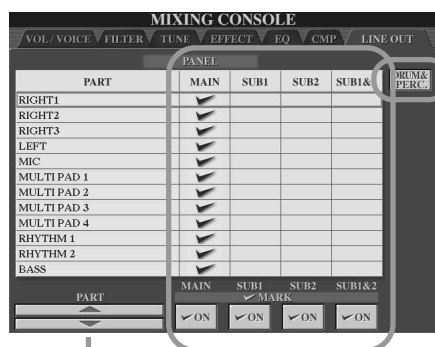 MIXING CONSOLE
VOL / VOICE FILTER TUNE EFFECT EQ CMP LINE OUT
PANEL
PART MAIN SUB1 SUB2 SUB1&
DRUM& PERC.
RIGHT1
RIGHT2
RIGHT3
LEFT
MIC
MULTI PAD 1
MULTI PAD 2
MULTI PAD 3
MULTI PAD 4
RHYTHM 1
RHYTHM 2
BASS
MAIN SUB1 SUB2 SUB1&2
PART MARK
ON ON ON ON